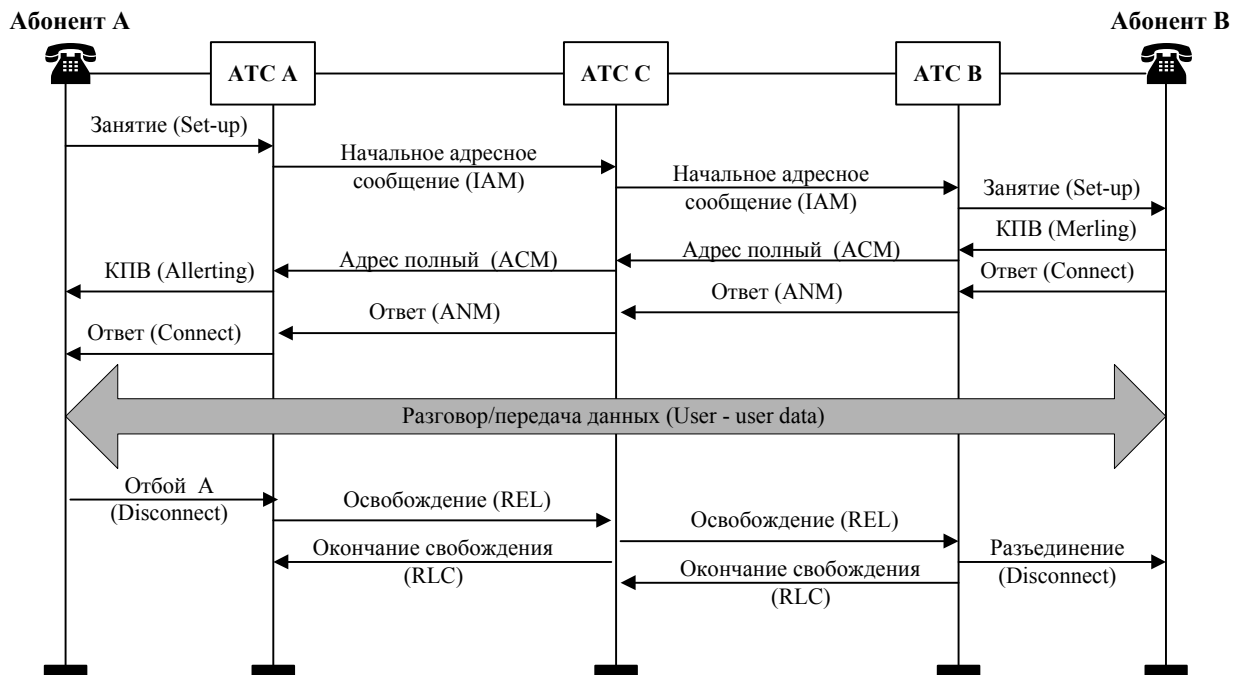 Абонент А
Абонент В
АТС А
АТС С
АТС В
Занятие (Set-up)
Начальное адресное
сообщение (IAM)
Начальное адресное
сообщение (IAM)
Занятие (Set-up)
КПВ (Merling)
Адрес полный (ACM)
Адрес полный (ACM)
КПВ (Allerting)
Ответ (Connect)
Ответ (ANM)
Ответ (ANM)
Ответ (Connect)
Разговор/передача данных (User - user data)
Отбой А
(Disconnect)
Освобождение (REL)
Освобождение (REL)
Окончание свобождения
(RLC)
Разъединение
(Disconnect)
Окончание свобождения
(RLC)